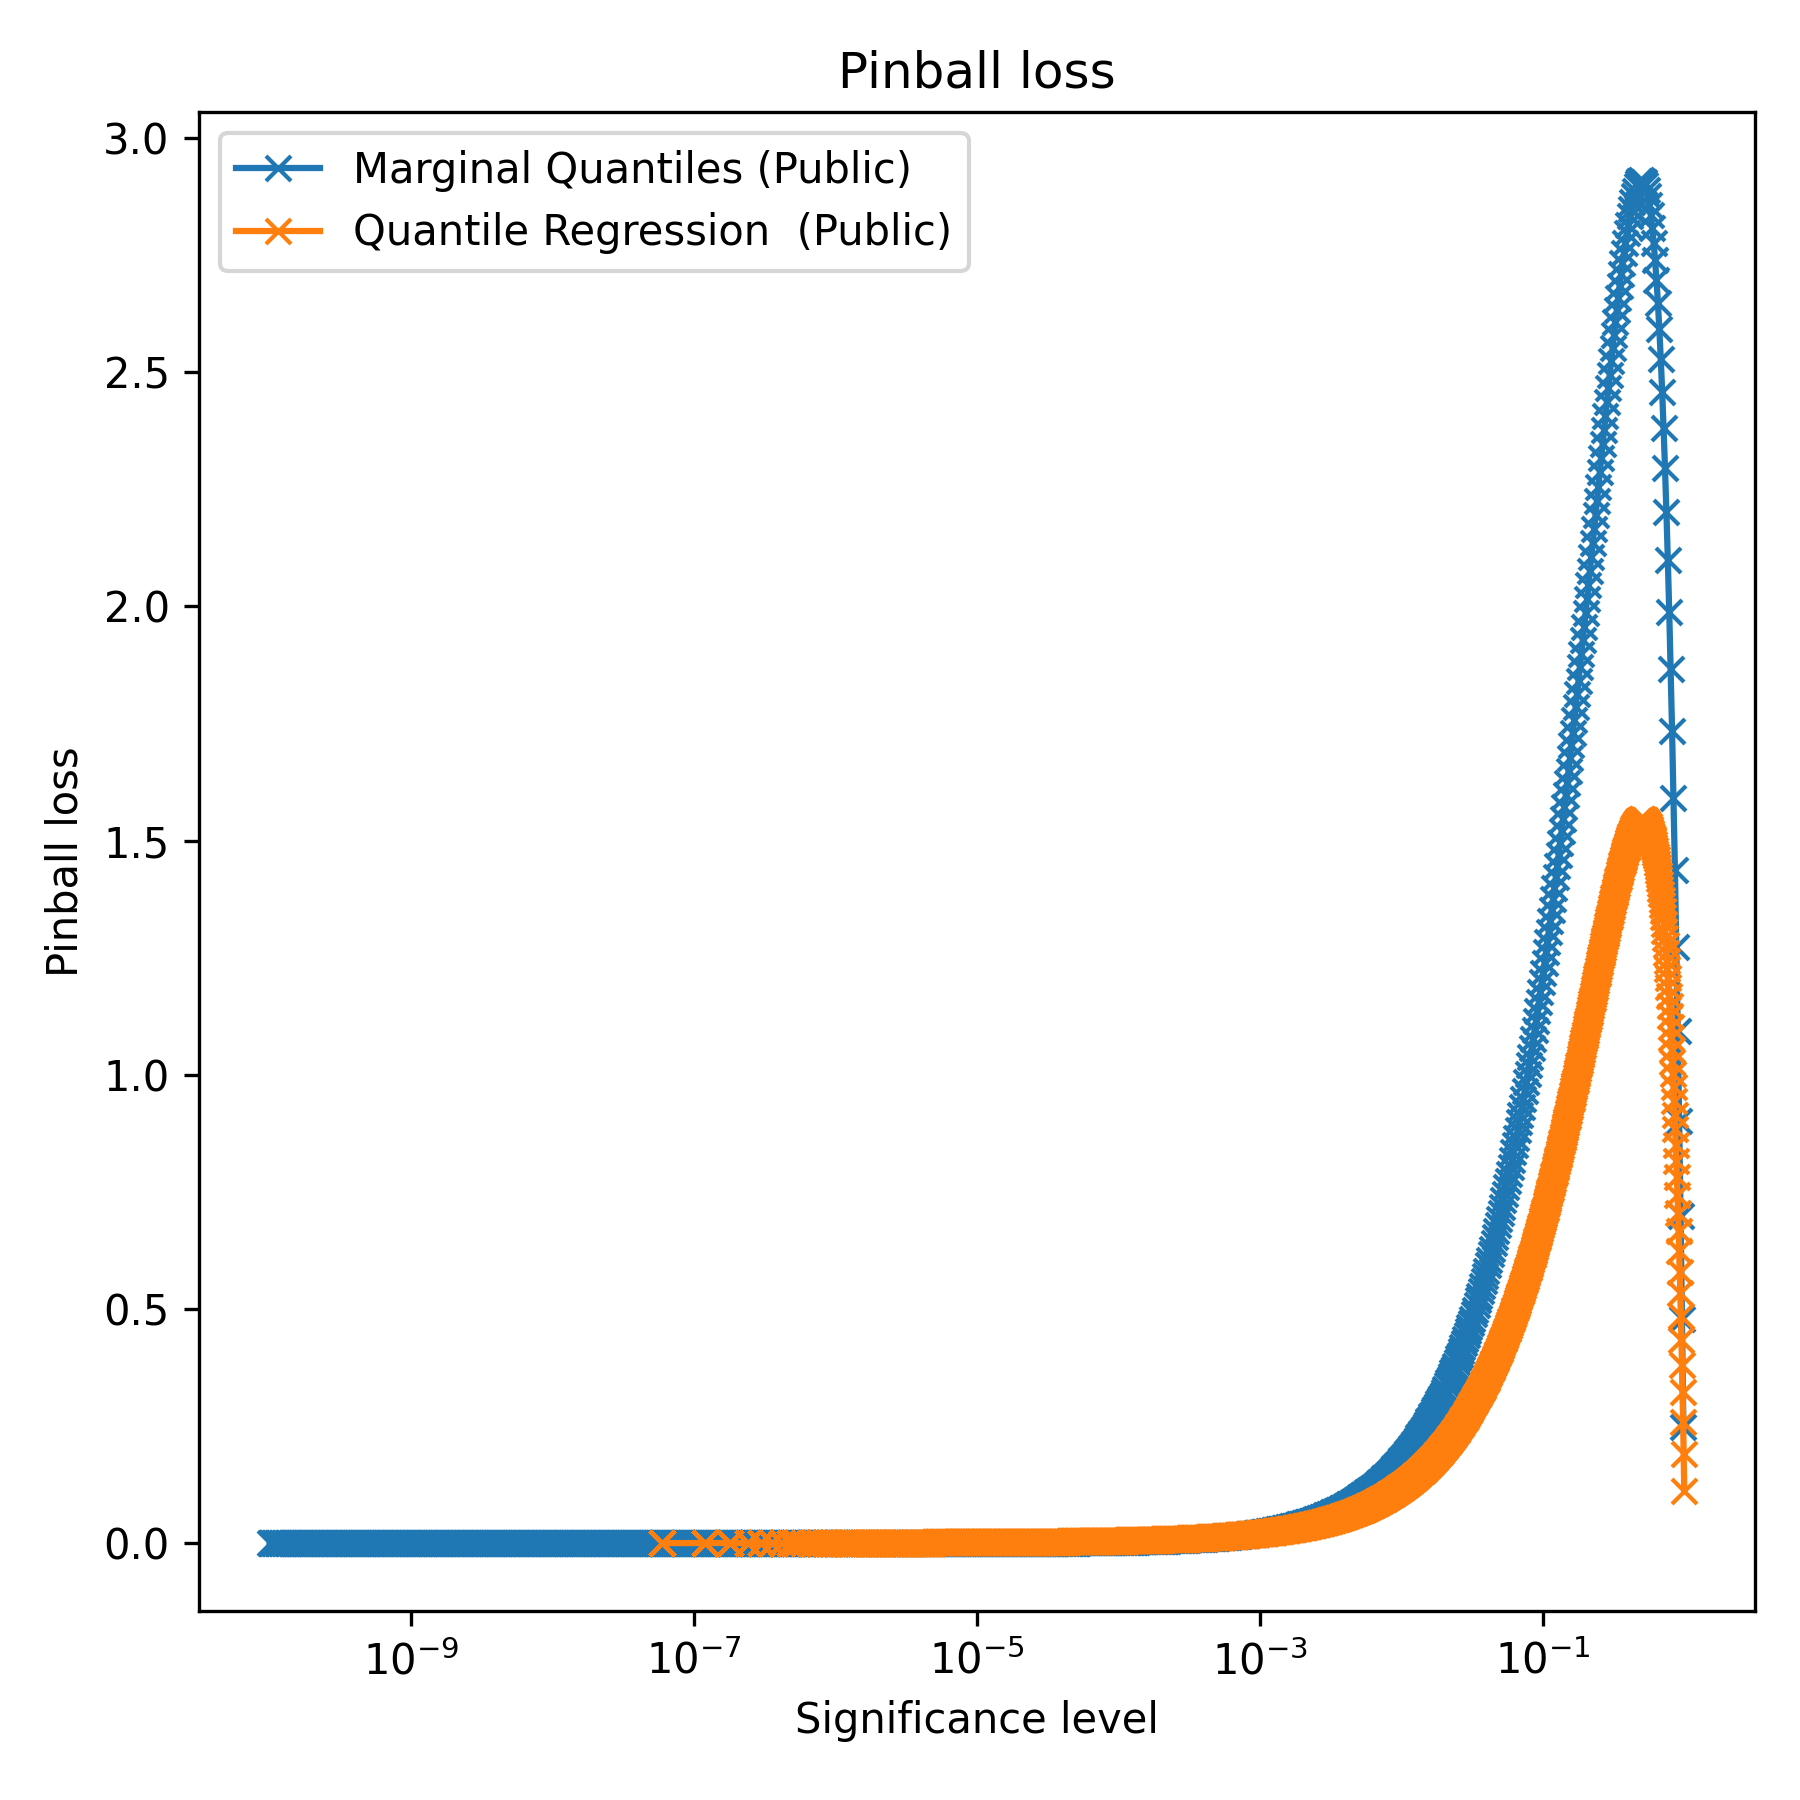 Pinball loss
Marginal Quantiles (Public)
Quantile Regression  (Public)
3.0
2.5
2.0
1.5
1.0
0.5
0.0
Pinball loss
10⁻⁹
10⁻⁷
10⁻⁵
10⁻³
10⁻¹
Significance level